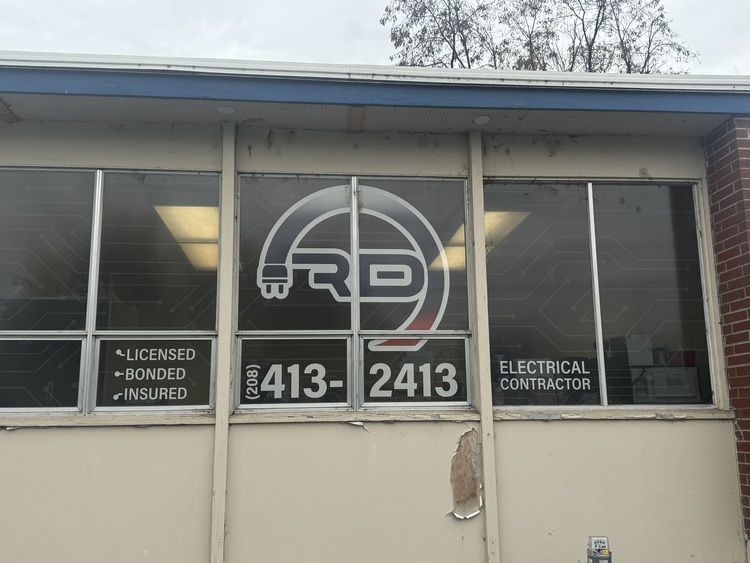 RD
LICENSED
BONDED
INSURED
(208) 413-2413
ELECTRICAL
CONTRACTOR